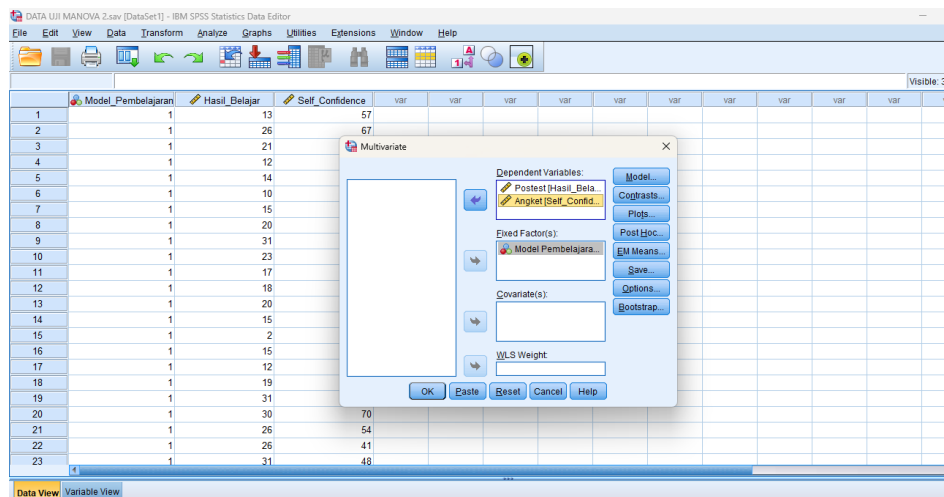 DATA UJI MANOVA 2.sav [DataSet1] - IBM SPSS Statistics Data Editor
File Edit View Data Transform Analyze Graphs Utilities Extensions Window Help
Visible: 3
Model_Pembelajaran Hasil_Belajar Self_Confidence var var var var var var var var var var
1 1 13 57
2 1 26 67
3 1 21
4 1 12
5 1 14
6 1 10
7 1 15
8 1 20
9 1 31
10 1 23
11 1 17
12 1 18
13 1 20
14 1 15
15 1 2
16 1 15
17 1 12
18 1 19
19 1 31
20 1 30 70
21 1 26 54
22 1 26 41
23 1 31 48
Multivariate
Dependent Variables:
Postest [Hasil_Bela...
Angket [Self_Confid...
Fixed Factor(s):
Model Pembelajara...
Covariate(s):
WLS Weight:
Model...
Contrasts...
Plots...
Post Hoc...
EM Means...
Save...
Options...
Bootstrap...
OK Paste Reset Cancel Help
Data View Variable View